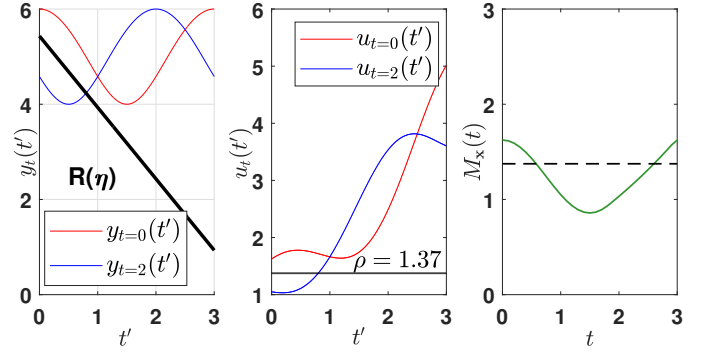 6
4
2
0
0
1
2
3
y_t(t′)
t′
R(η)
y_{t=0}(t′)
y_{t=2}(t′)
6
5
4
3
2
1
0
1
2
3
u_t(t′)
t′
u_{t=0}(t′)
u_{t=2}(t′)
ρ = 1.37
3
2
1
0
0
1
2
3
M_𝐱(t)
t